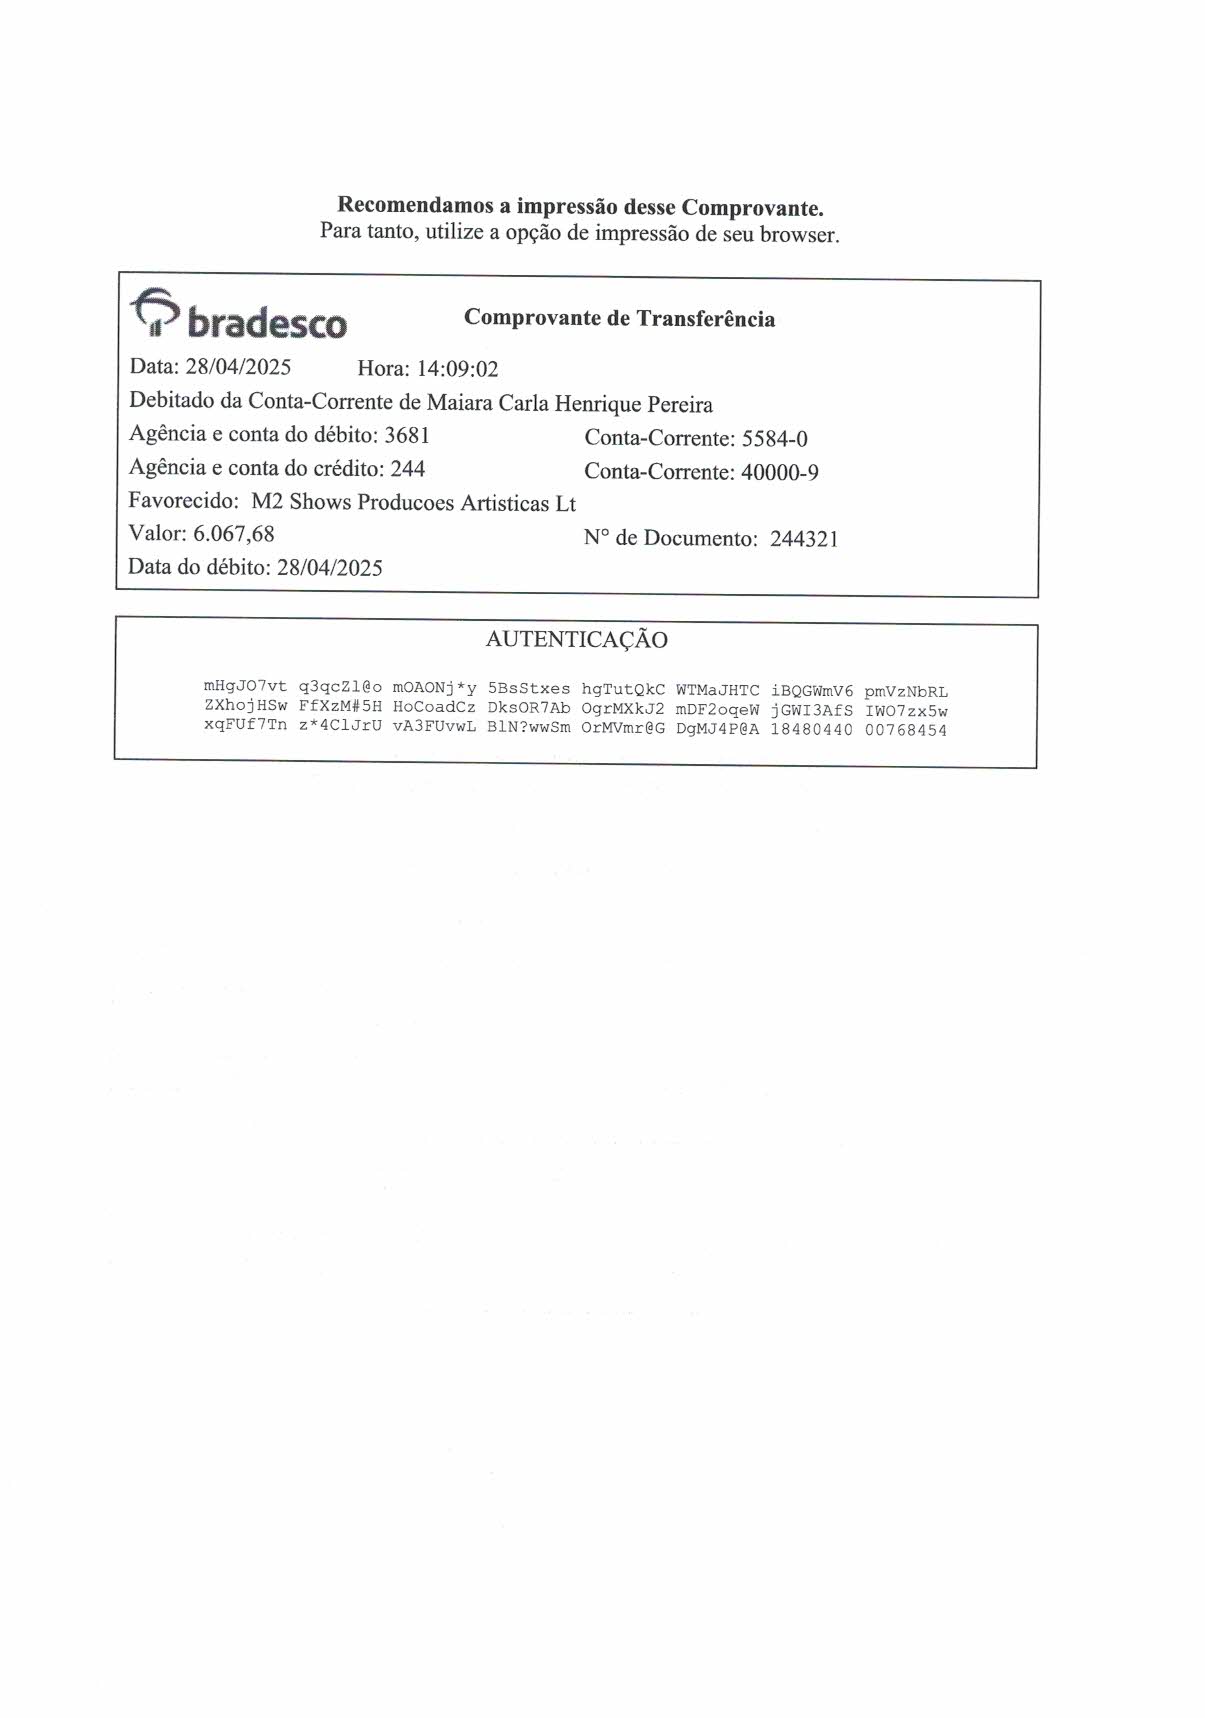 Recomendamos a impressão desse Comprovante.
Para tanto, utilize a opção de impressão de seu browser.
bradesco
Comprovante de Transferência
Data: 28/04/2025 Hora: 14:09:02
Debitado da Conta-Corrente de Maiara Carla Henrique Pereira
Agência e conta do débito: 3681 Conta-Corrente: 5584-0
Agência e conta do crédito: 244 Conta-Corrente: 40000-9
Favorecido: M2 Shows Producoes Artisticas Lt
Valor: 6.067,68 N° de Documento: 244321
Data do débito: 28/04/2025
AUTENTICAÇÃO
mHgJO7vt q3qcZl@o mOAONj*y 5BsStxes hgTutQkC WTMaJHTC iBQGWmV6 pmVzNbRL
ZXhojHSw FfXzM#5H HoCoadCz DksOR7Ab OgrMXkJ2 mDF2oqeW jGWI3AfS IWO7zx5w
xqFUf7Tn z*4ClJrU vA3FUvwL BlN?wwSm OrMVmr@G DgMJ4P@A 18480440 00768454